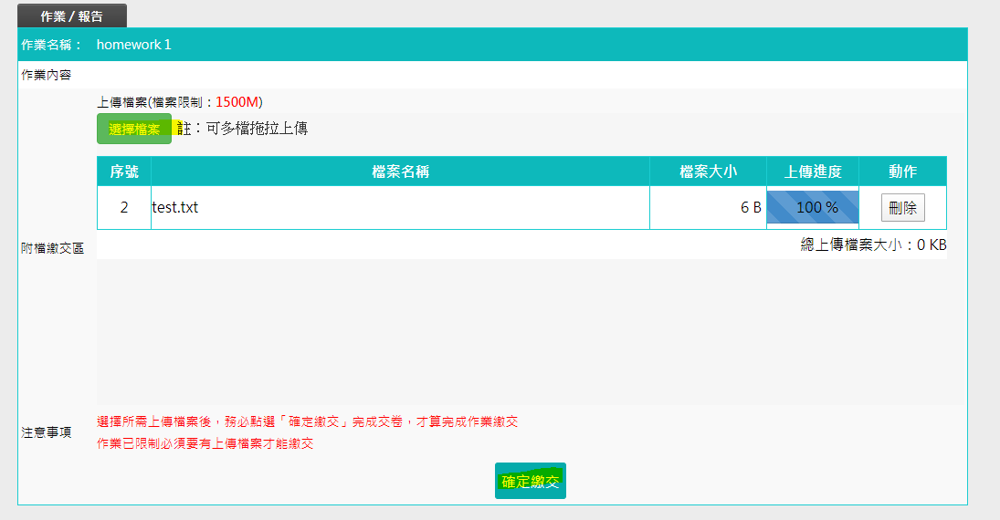 作業 / 報告
作業名稱： homework 1
作業內容
上傳檔案(檔案限制：1500M)
選擇檔案 註：可多檔拖拉上傳
序號 檔案名稱 檔案大小 上傳進度 動作
2 test.txt 6 B 100 % 刪除
總上傳檔案大小：0 KB
附檔繳交區
注意事項
選擇所需上傳檔案後，務必點選「確定繳交」完成交卷，才算完成作業繳交
作業已限制必須要有上傳檔案才能繳交
確定繳交